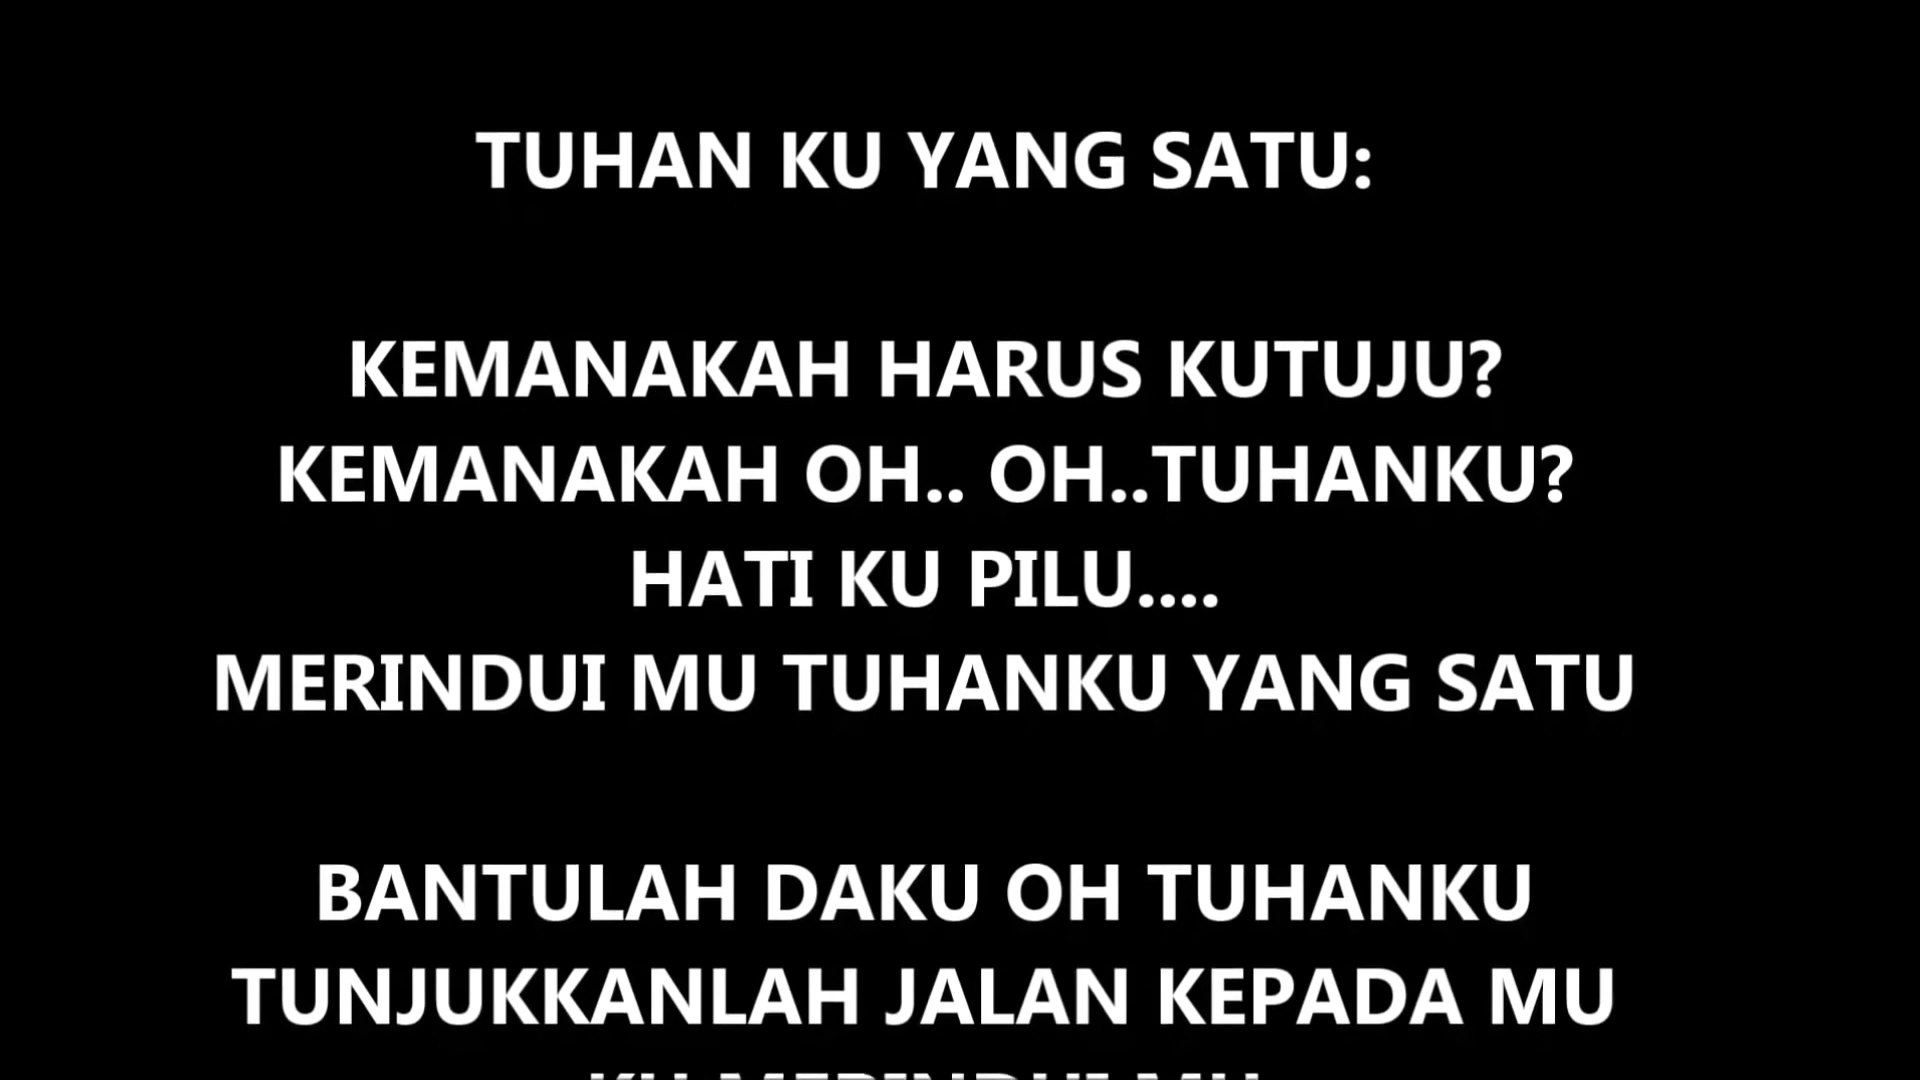 TUHAN KU YANG SATU:
KEMANAKAH HARUS KUTUJU?
KEMANAKAH OH.. OH..TUHANKU?
HATI KU PILU....
MERINDUI MU TUHANKU YANG SATU
BANTULAH DAKU OH TUHANKU
TUNJUKKANLAH JALAN KEPADA MU